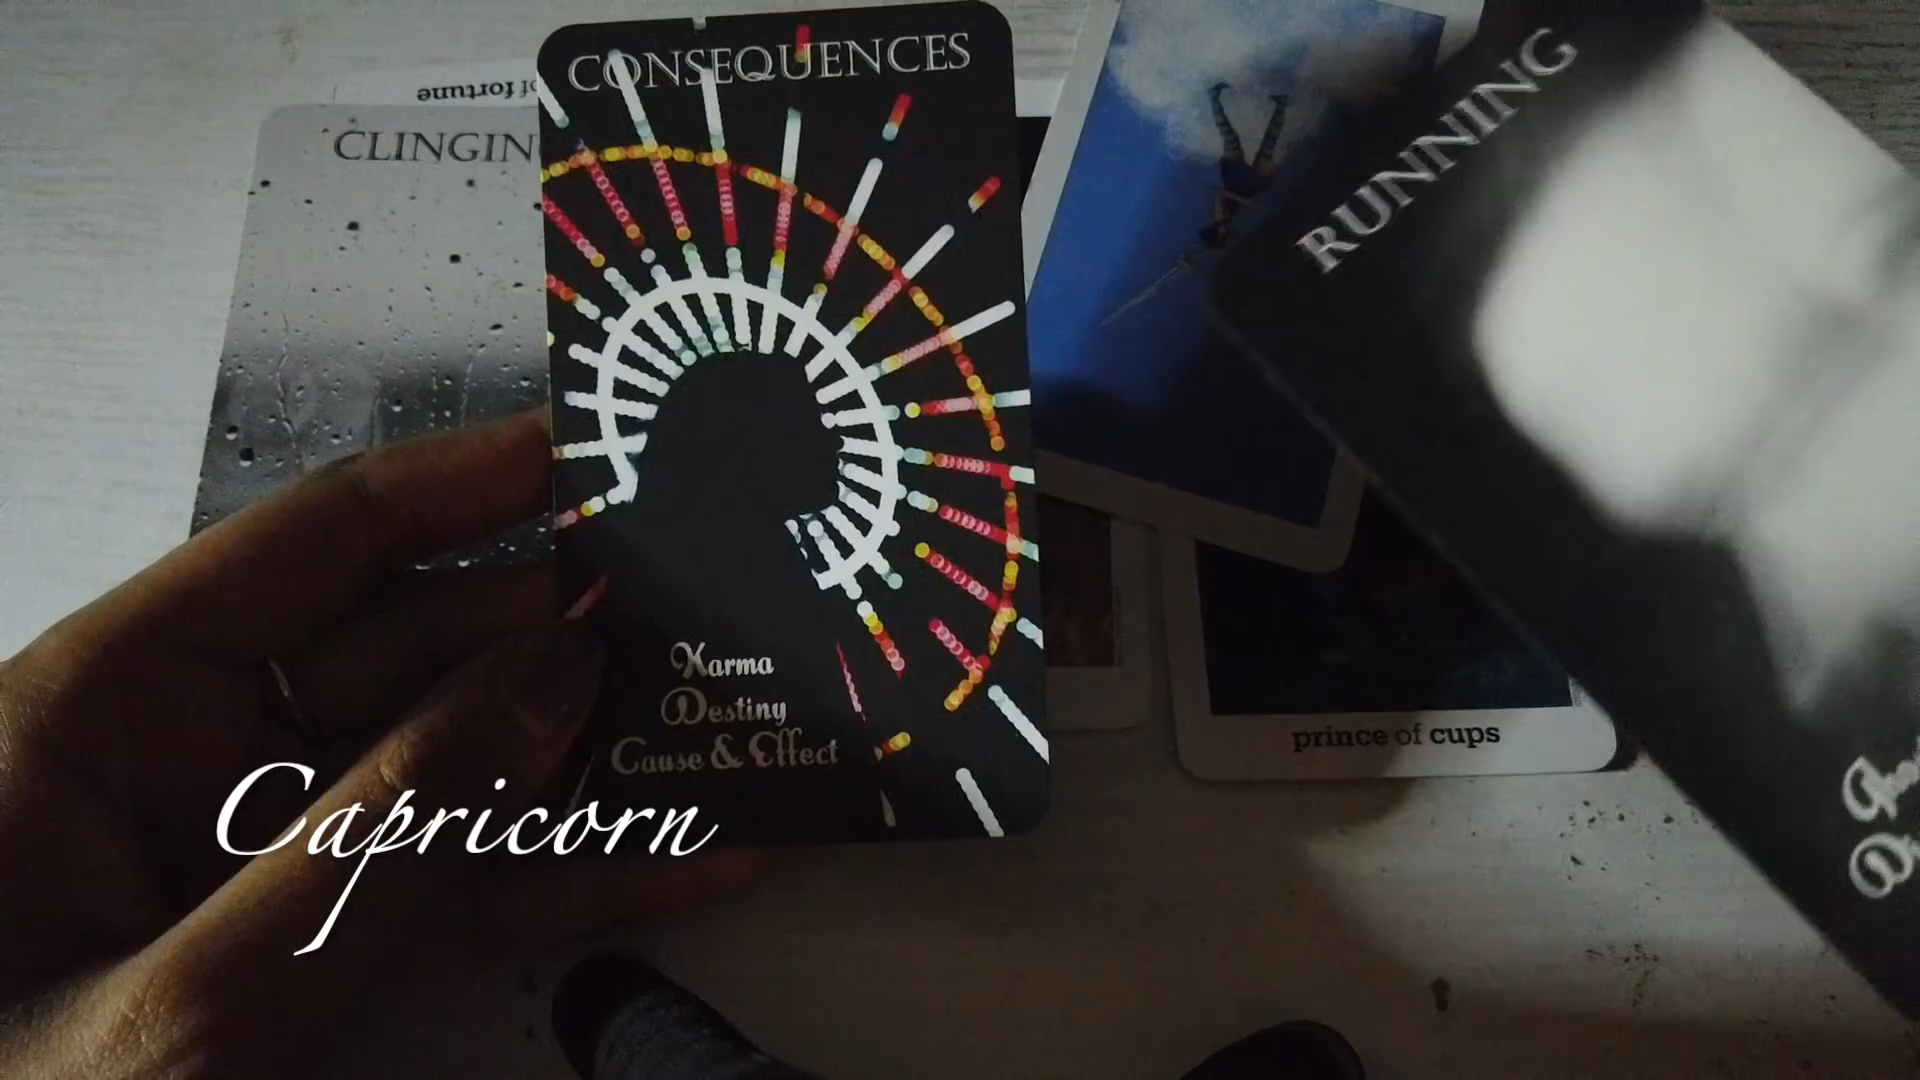 CONSEQUENCES
of fortune
CLINGIN
RUNNING
Karma
Destiny
Cause & Effect
prince of cups
Capricorn